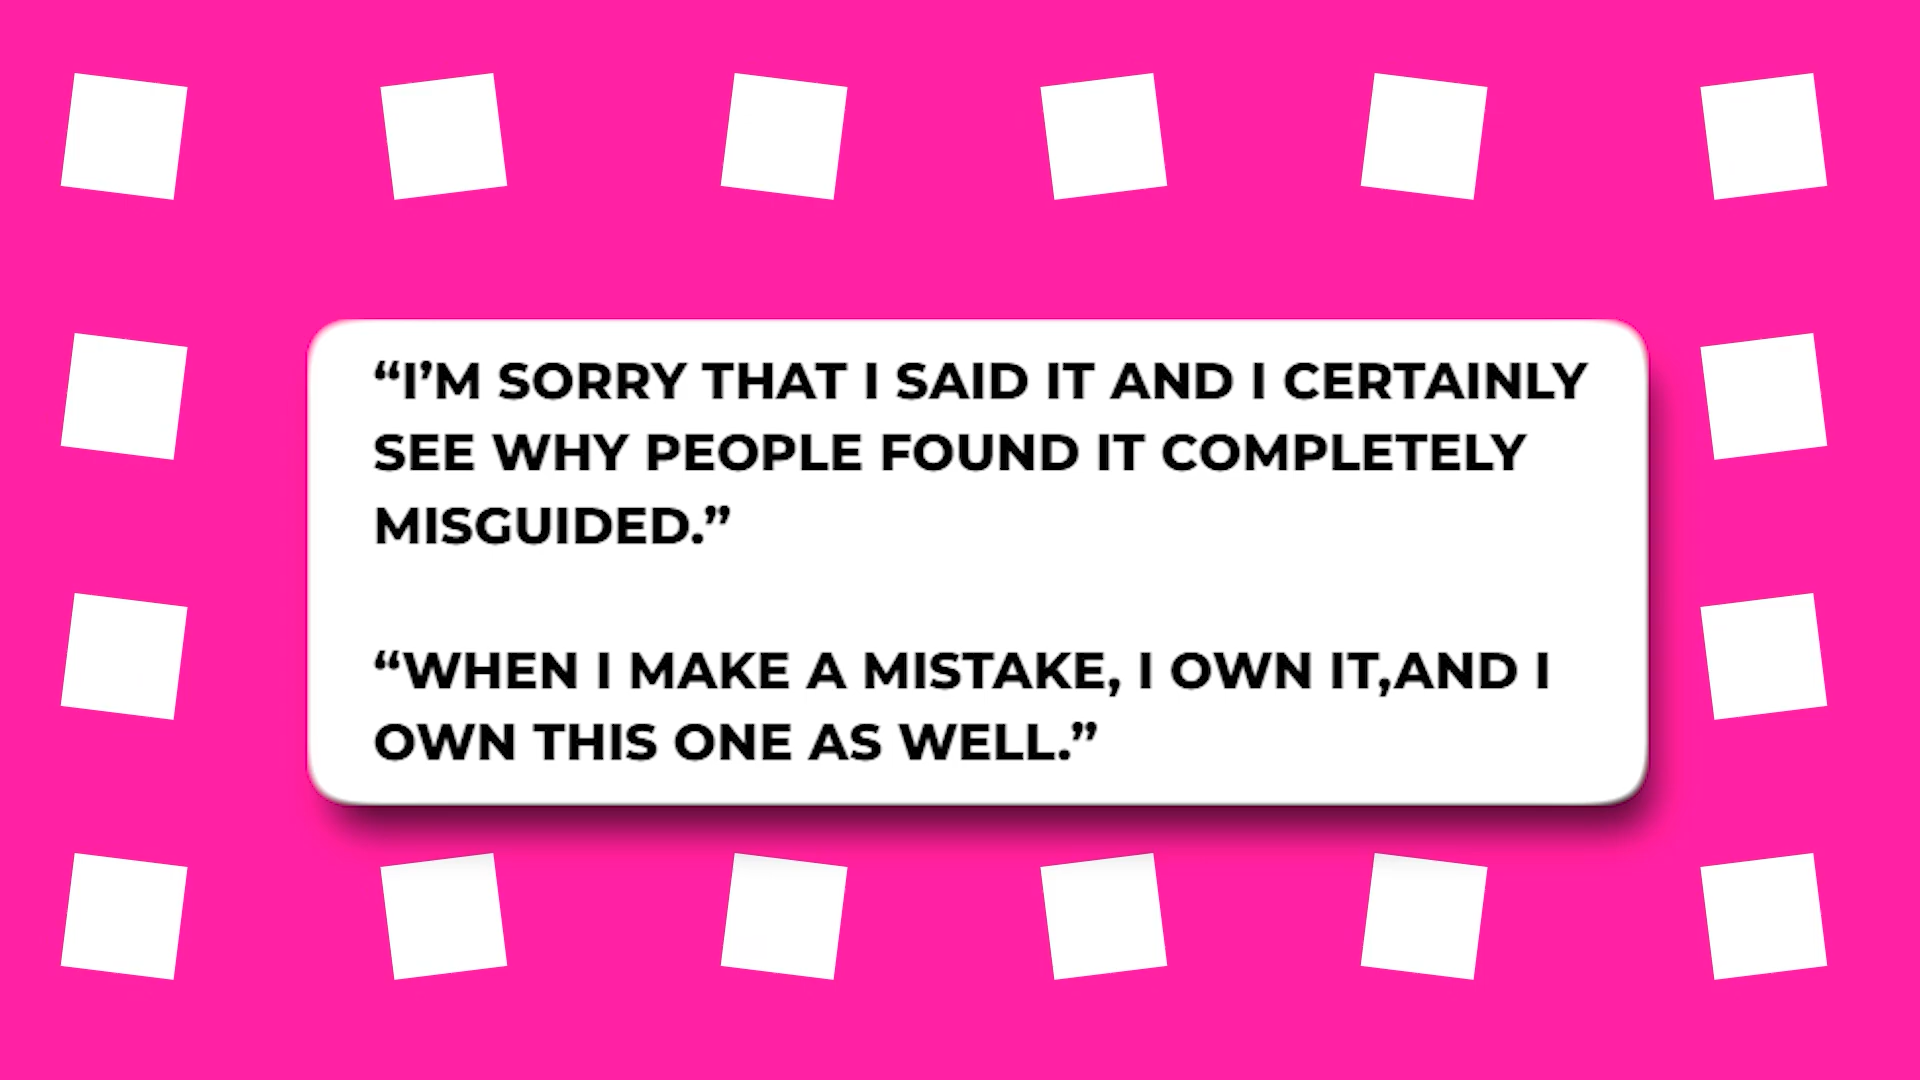 “I’M SORRY THAT I SAID IT AND I CERTAINLY
SEE WHY PEOPLE FOUND IT COMPLETELY
MISGUIDED.”
“WHEN I MAKE A MISTAKE, I OWN IT,AND I
OWN THIS ONE AS WELL.”